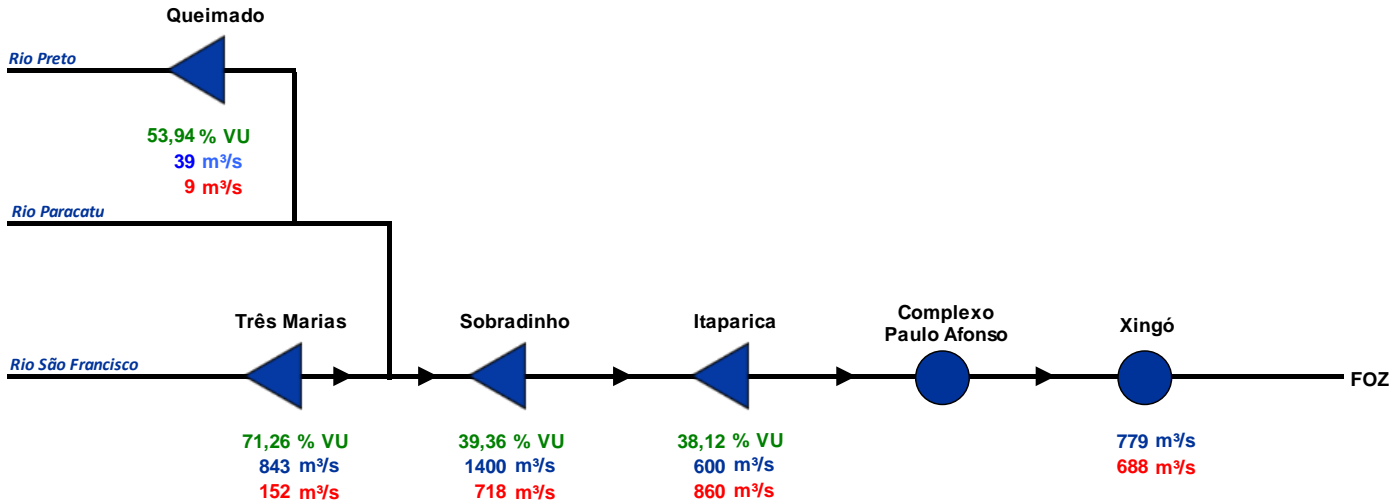 Queimado
Rio Preto
53,94 % VU
39 m³/s
9 m³/s
Rio Paracatu
Três Marias
Sobradinho
Itaparica
Complexo
Paulo Afonso
Xingó
Rio São Francisco
FOZ
71,26 % VU
843 m³/s
152 m³/s
39,36 % VU
1400 m³/s
718 m³/s
38,12 % VU
600 m³/s
860 m³/s
779 m³/s
688 m³/s